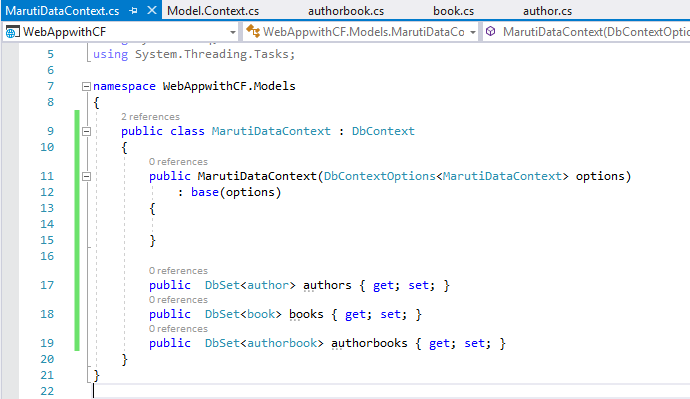 MarutiDataContext.cs Model.Context.cs authorbook.cs book.cs author.cs
WebAppwithCF WebAppwithCF.Models.MarutiDataCo MarutiDataContext(DbContextOptio
5 using System.Threading.Tasks;
6
7 namespace WebAppwithCF.Models
8 {
2 references
9 public class MarutiDataContext : DbContext
10 {
0 references
11 public MarutiDataContext(DbContextOptions<MarutiDataContext> options)
12 : base(options)
13 {
14
15 }
16
0 references
17 public DbSet<author> authors { get; set; }
0 references
18 public DbSet<book> books { get; set; }
0 references
19 public DbSet<authorbook> authorbooks { get; set; }
20 }
21 }
22